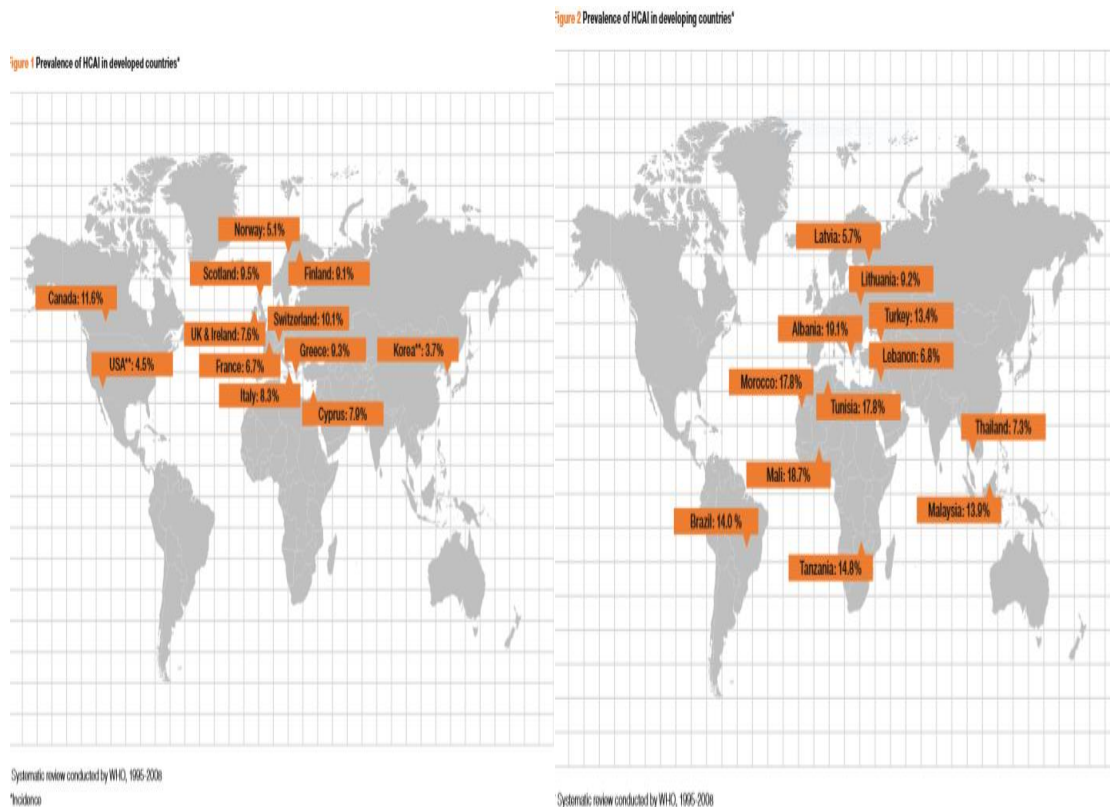 Figure 1 Prevalence of HCAI in developed countries*
Norway: 5.1%
Scotland: 9.5%
Finland: 9.1%
Canada: 11.6%
Switzerland: 10.1%
UK & Ireland: 7.6%
Greece: 9.3%
Korea**: 3.7%
USA**: 4.5%
France: 6.7%
Italy: 8.3%
Cyprus: 7.9%
Systematic review conducted by WHO, 1995-2008
*Incidence
Figure 2 Prevalence of HCAI in developing countries*
Latvia: 5.7%
Lithuania: 9.2%
Turkey: 13.4%
Albania: 19.1%
Lebanon: 6.8%
Morocco: 17.8%
Tunisia: 17.8%
Thailand: 7.3%
Mali: 18.7%
Malaysia: 13.9%
Brazil: 14.0 %
Tanzania: 14.8%
Systematic review conducted by WHO, 1995-2008